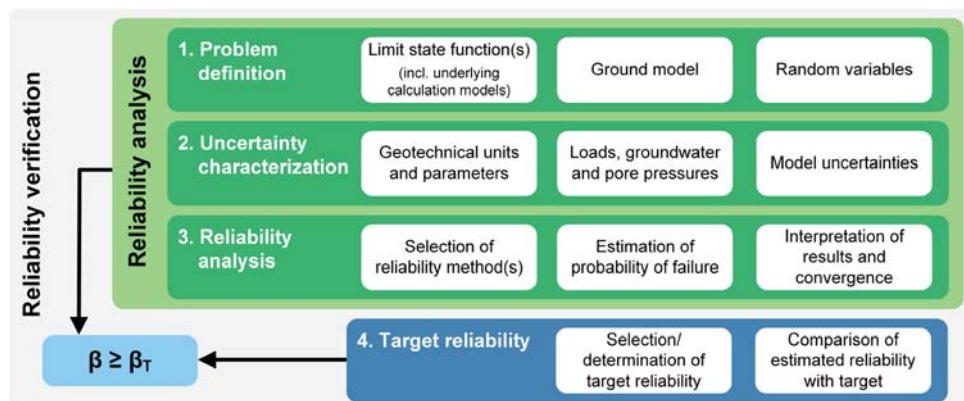 Reliability verification
Reliability analysis
1. Problem
definition
Limit state function(s)
(incl. underlying
calculation models)
Ground model
Random variables
2. Uncertainty
characterization
Geotechnical units
and parameters
Loads, groundwater
and pore pressures
Model uncertainties
3. Reliability
analysis
Selection of
reliability method(s)
Estimation of
probability of failure
Interpretation of
results and
convergence
β ≥ β_T
4. Target reliability
Selection/
determination of
target reliability
Comparison of
estimated reliability
with target